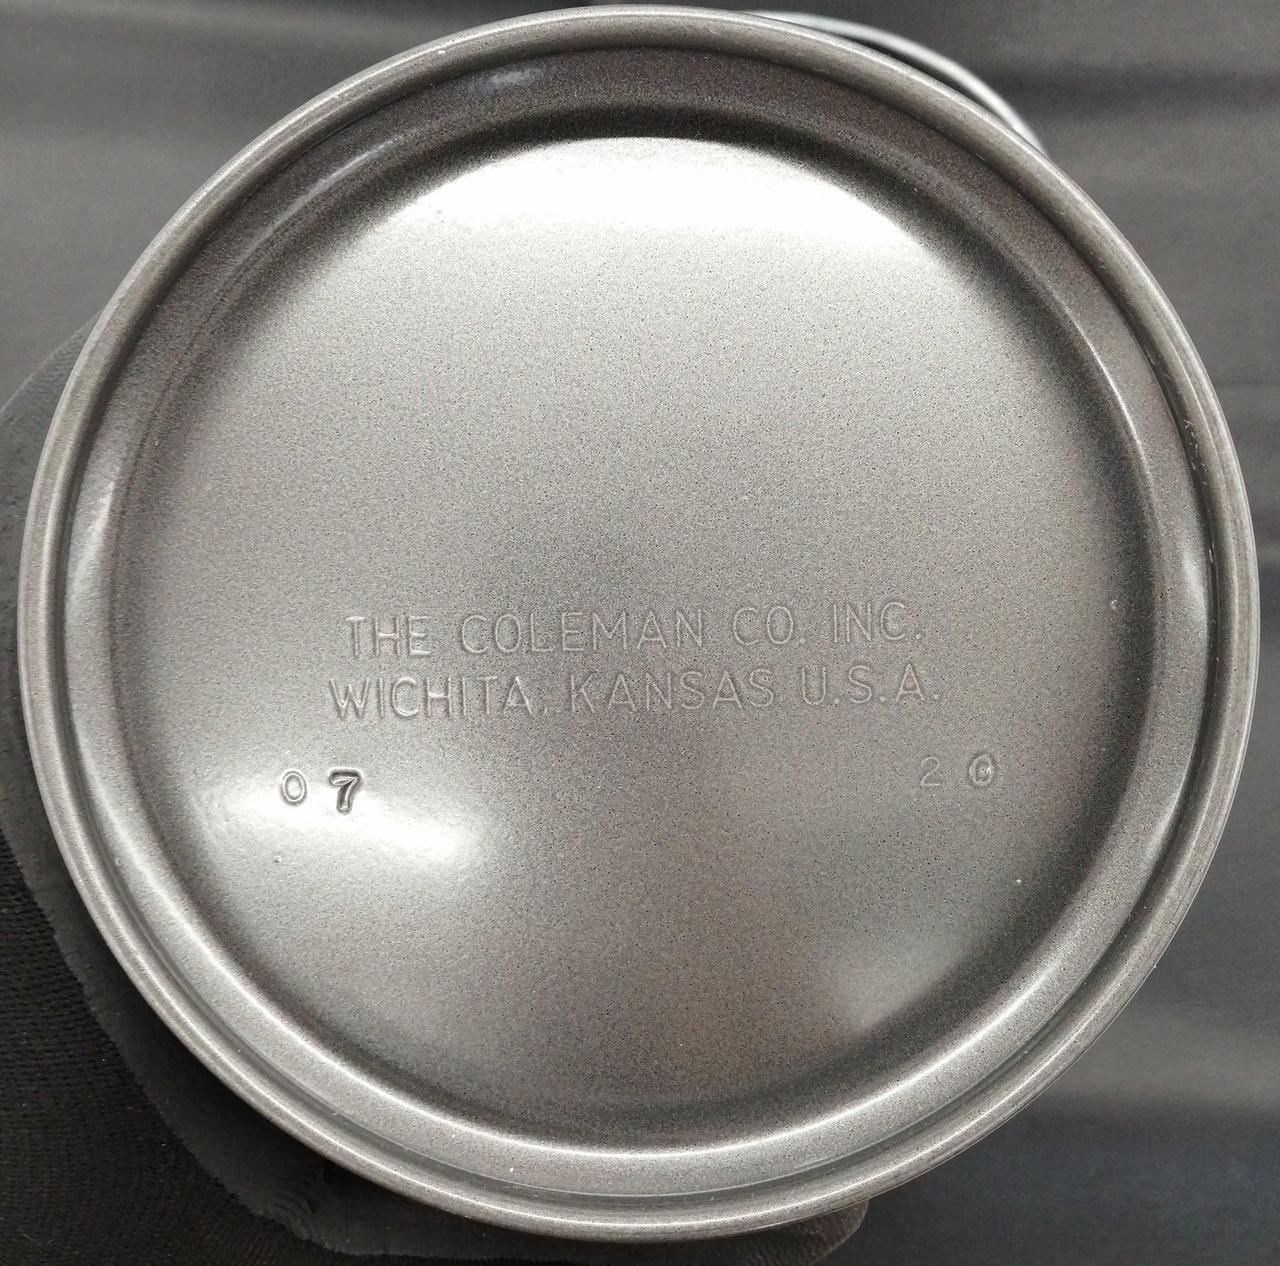 THE COLEMAN CO. INC.
WICHITA, KANSAS U.S.A.
07 20